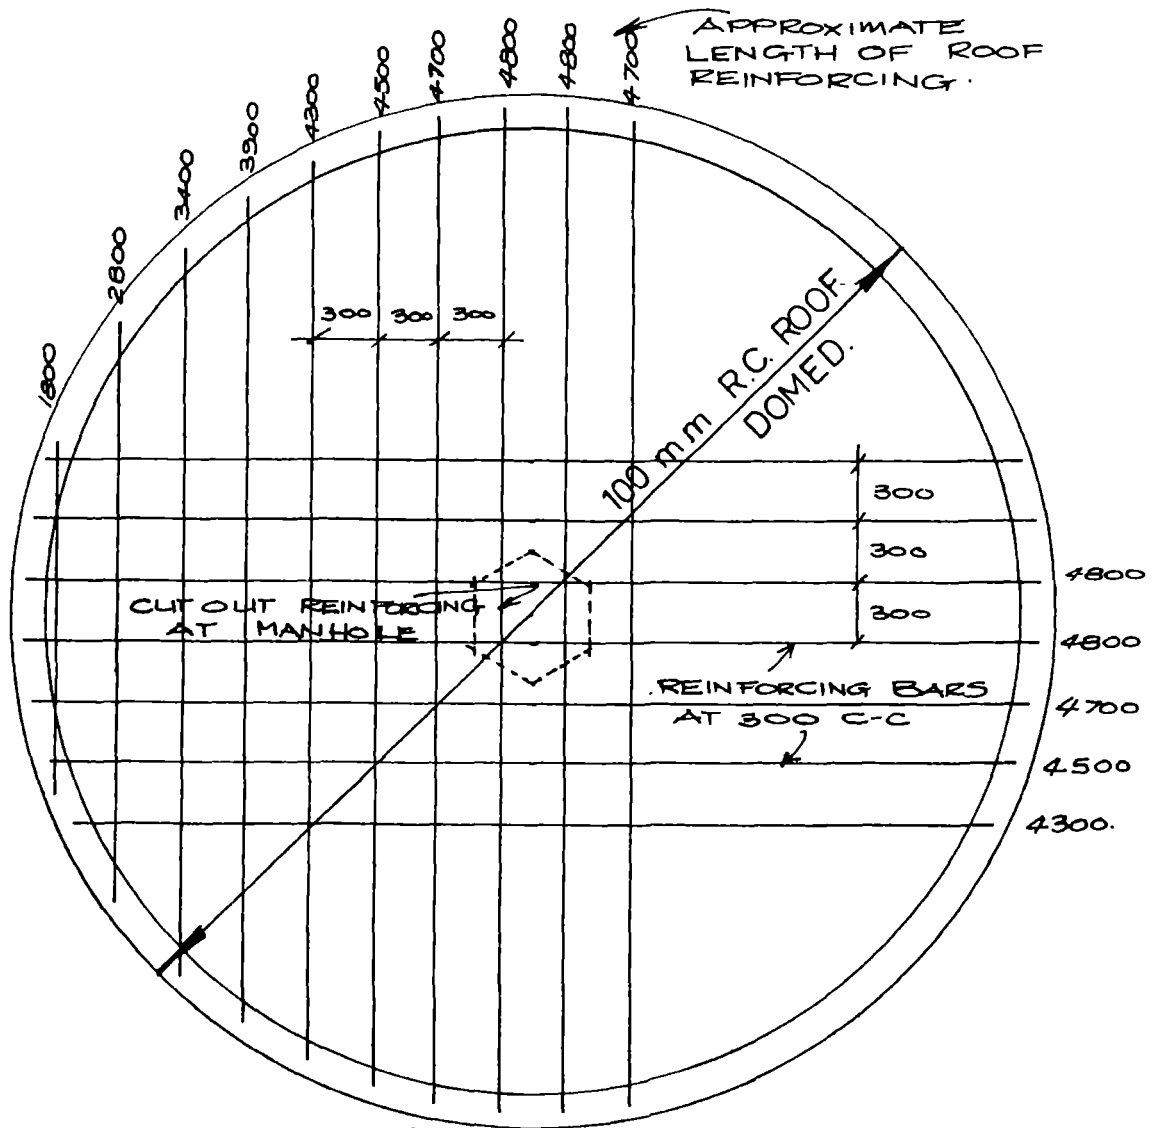 APPROXIMATE
LENGTH OF ROOF
REINFORCING.
1800
2800
3400
3900
4300
4500
4700
4800
4800
4700
300
300
300
100 mm R.C. ROOF
DOMED.
300
300
300
CUT OUT REINFORCING
AT MANHOLE
REINFORCING BARS
AT 300 C-C
4800
4800
4700
4500
4300.